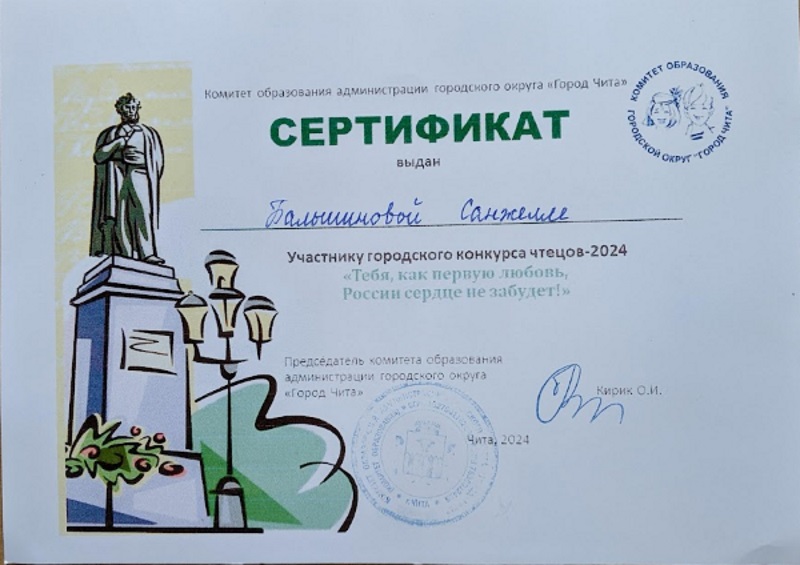 Комитет образования администрации городского округа «Город Чита»
КОМИТЕТ ОБРАЗОВАНИЯ
ГОРОДСКОЙ ОКРУГ "ГОРОД ЧИТА"
СЕРТИФИКАТ
выдан
Балышиновой Санжелле
Участнику городского конкурса чтецов-2024
«Тебя, как первую любовь,
России сердце не забудет!»
Председатель комитета образования
администрации городского округа
«Город Чита»
Кирик О.И.
Чита, 2024